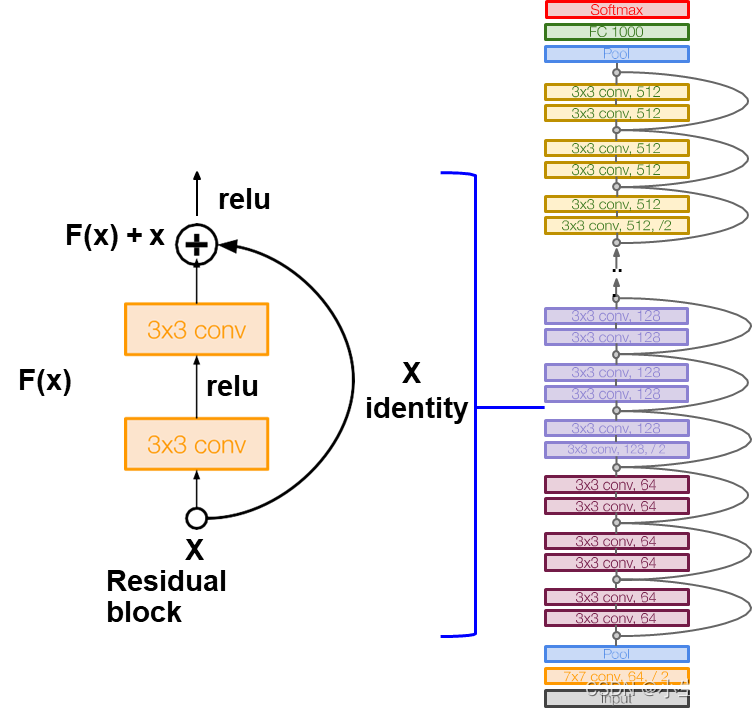 relu
F(x) + x
3x3 conv
F(x)
relu
3x3 conv
X
Residual
block
X
identity
Softmax
FC 1000
Pool
3x3 conv, 512
3x3 conv, 512
3x3 conv, 512
3x3 conv, 512
3x3 conv, 512
3x3 conv, 512, /2
..
.
3x3 conv, 128
3x3 conv, 128
3x3 conv, 128
3x3 conv, 128
3x3 conv, 128
3x3 conv, 128, / 2
3x3 conv, 64
3x3 conv, 64
3x3 conv, 64
3x3 conv, 64
3x3 conv, 64
3x3 conv, 64
Pool
7x7 conv, 64, / 2
Input